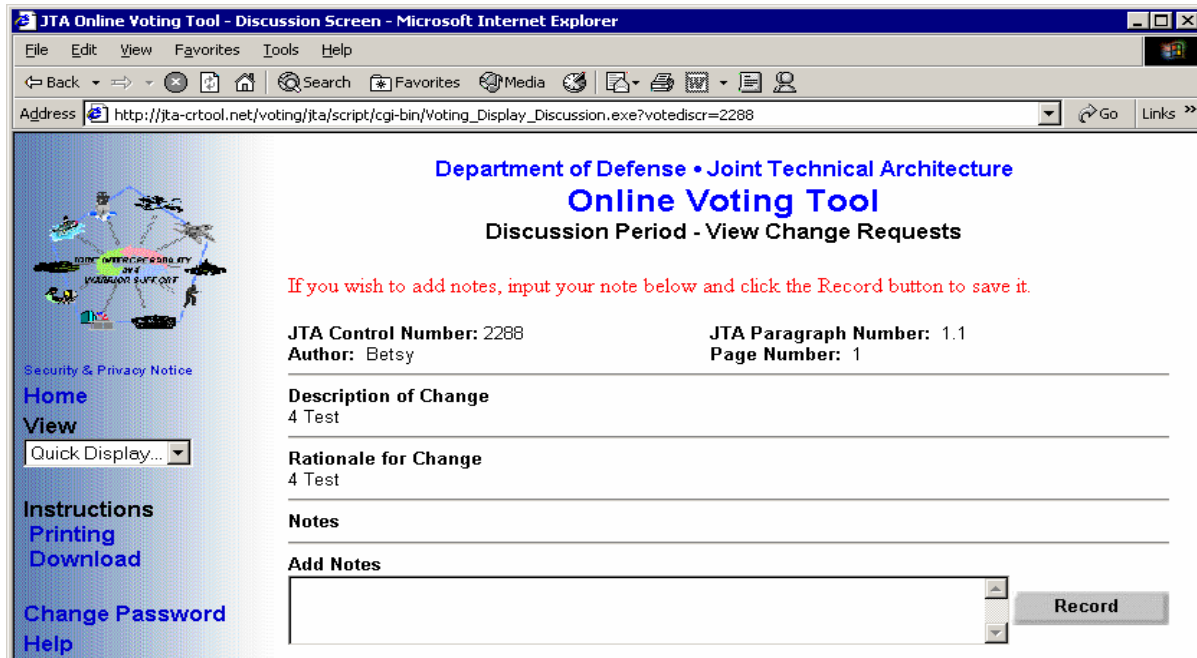 JTA Online Voting Tool - Discussion Screen - Microsoft Internet Explorer
File Edit View Favorites Tools Help
Back Search Favorites Media
Address http://jta-crtool.net/voting/jta/script/cgi-bin/Voting_Display_Discussion.exe?votediscr=2288 Go Links »
Department of Defense • Joint Technical Architecture
Online Voting Tool
Discussion Period - View Change Requests
JOINT INTEROPERABILITY
AND
WARRIOR SUPPORT
If you wish to add notes, input your note below and click the Record button to save it.
JTA Control Number: 2288 JTA Paragraph Number: 1.1
Author: Betsy Page Number: 1
Security & Privacy Notice
Home
View
Quick Display...
Instructions
Printing
Download
Change Password
Help
Description of Change
4 Test
Rationale for Change
4 Test
Notes
Add Notes
Record